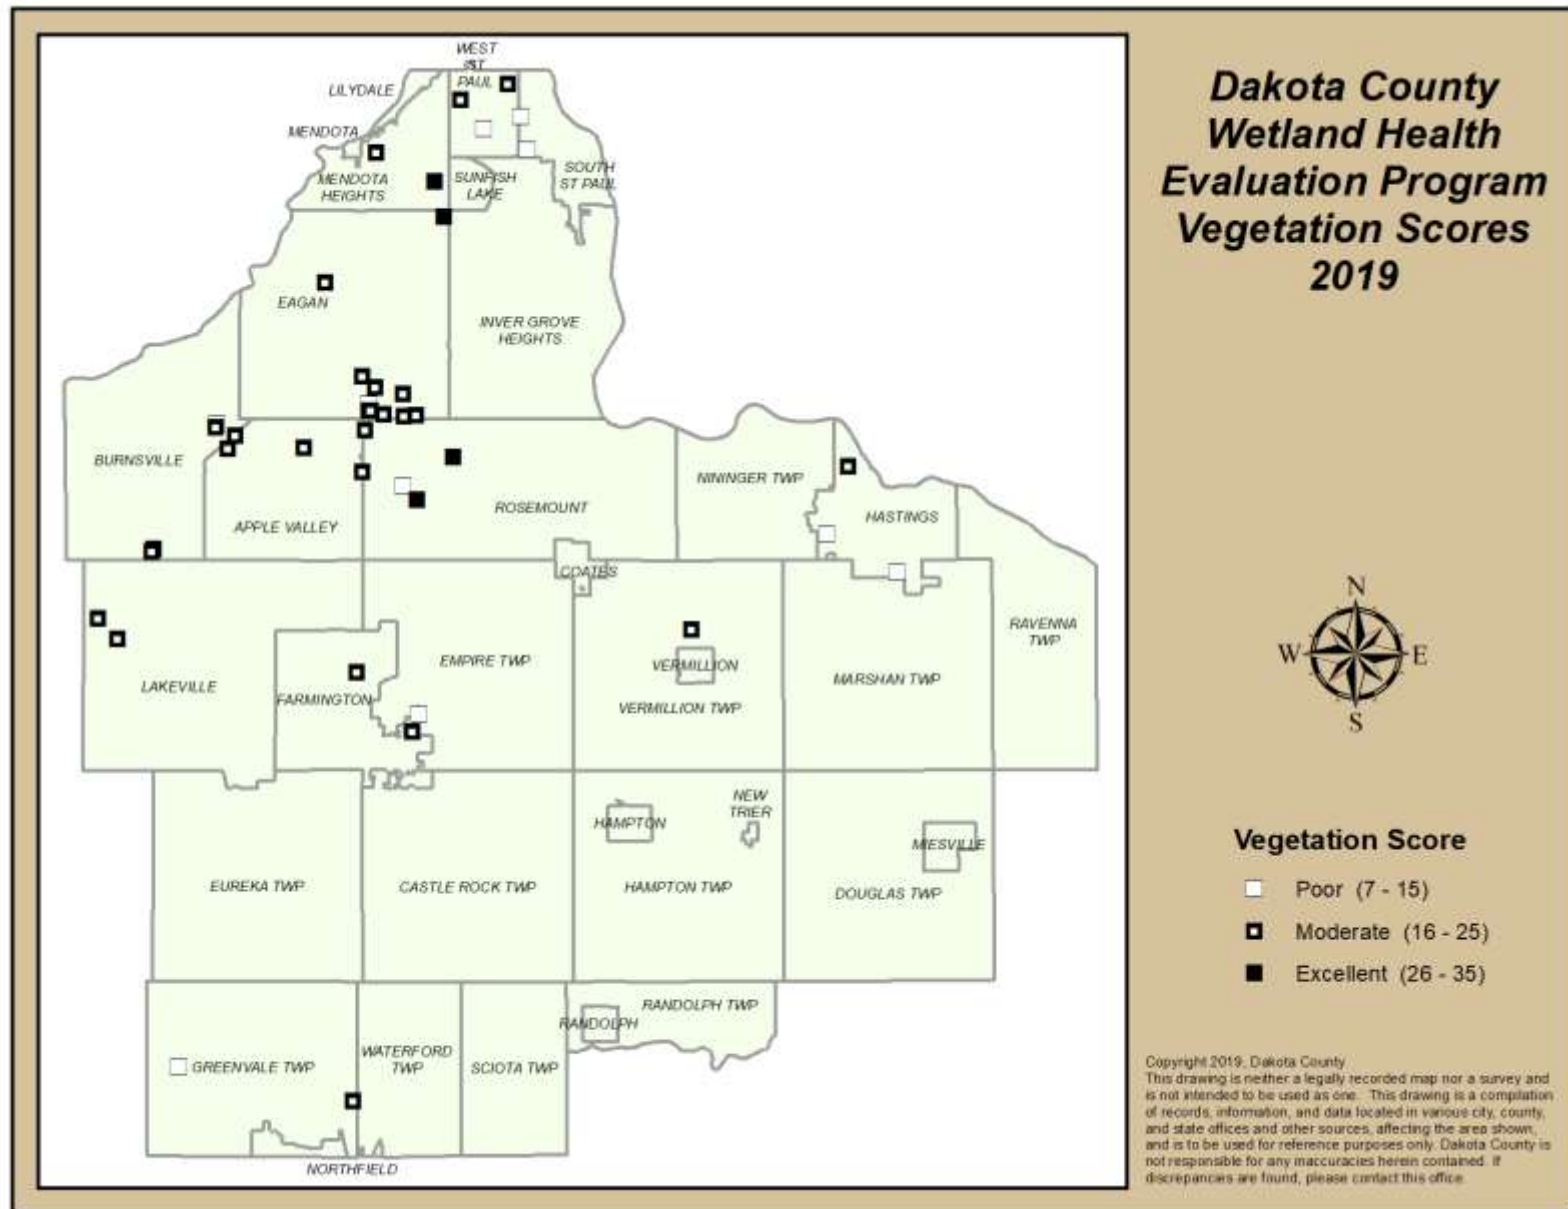 Dakota County
Wetland Health
Evaluation Program
Vegetation Scores
2019
WEST
ST
PAUL
LILYDALE
MENDOTA
MENDOTA
HEIGHTS
SUNFISH
LAKE
SOUTH
ST PAUL
EAGAN
INVER GROVE
HEIGHTS
BURNSVILLE
APPLE VALLEY
ROSEMOUNT
NININGER TWP
HASTINGS
COATES
RAVENNA
TWP
LAKEVILLE
FARMINGTON
EMPIRE TWP
VERMILLION
VERMILLION TWP
MARSHAN TWP
EUREKA TWP
CASTLE ROCK TWP
HAMPTON
NEW
TRIER
HAMPTON TWP
MIESVILLE
DOUGLAS TWP
GREENVALE TWP
WATERFORD
TWP
SCIOTA TWP
RANDOLPH
RANDOLPH TWP
NORTHFIELD
N
W
E
S
Vegetation Score
Poor (7 - 15)
Moderate (16 - 25)
Excellent (26 - 35)
Copyright 2019, Dakota County
This drawing is neither a legally recorded map nor a survey and
is not intended to be used as one. This drawing is a compilation
of records, information, and data located in various city, county,
and state offices and other sources, affecting the area shown,
and is to be used for reference purposes only. Dakota County is
not responsible for any inaccuracies herein contained. If
discrepancies are found, please contact this office.